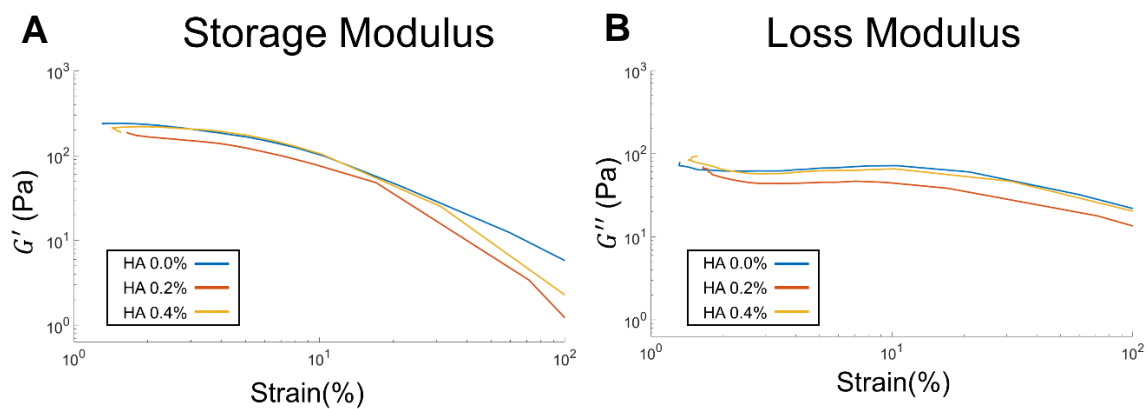 A
Storage Modulus
10³
10²
10¹
10⁰
G′ (Pa)
HA 0.0%
HA 0.2%
HA 0.4%
10⁰
10¹
10²
Strain(%)
B
Loss Modulus
10³
10²
10¹
10⁰
G′′ (Pa)
HA 0.0%
HA 0.2%
HA 0.4%
10⁰
10¹
10²
Strain(%)